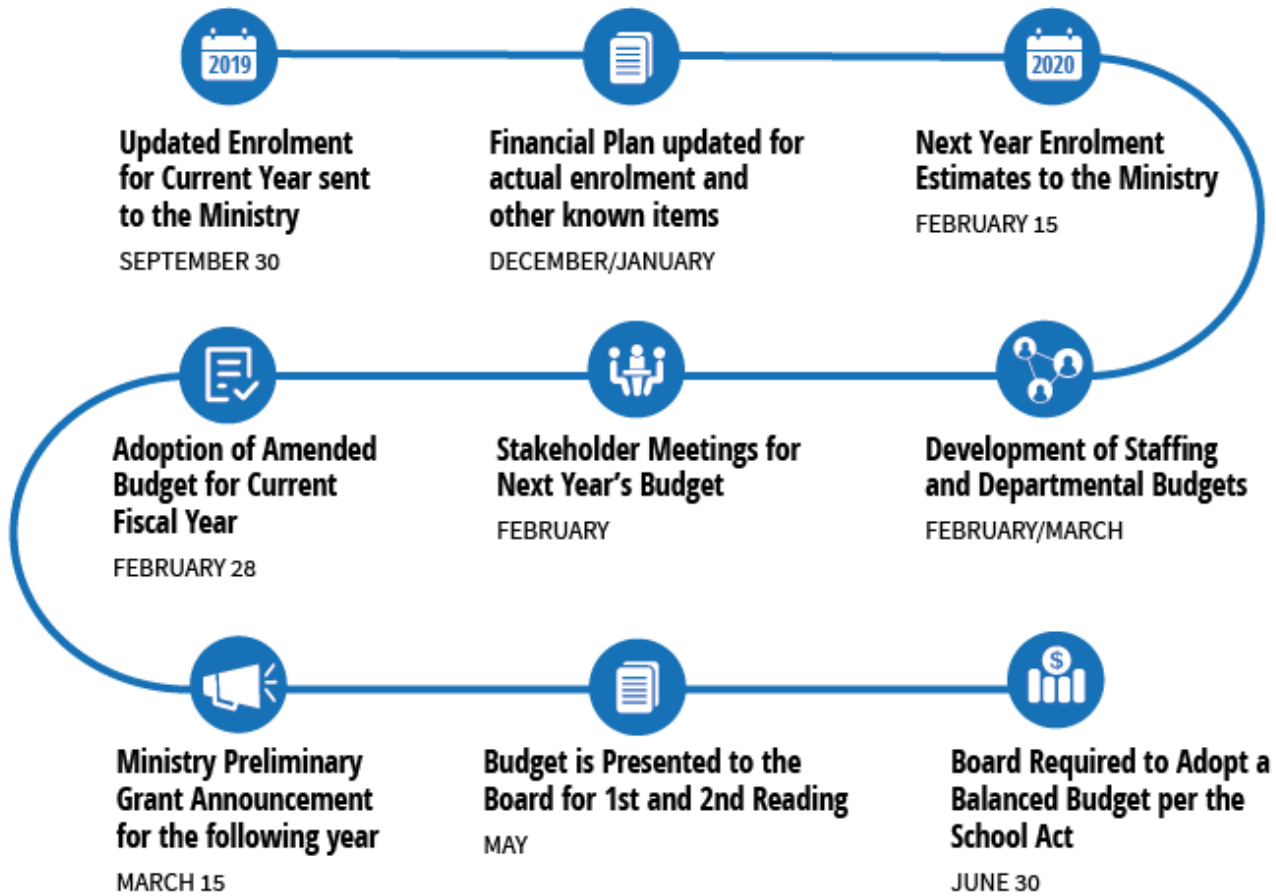 2019
Updated Enrolment
for Current Year sent
to the Ministry
SEPTEMBER 30
Financial Plan updated for
actual enrolment and
other known items
DECEMBER/JANUARY
2020
Next Year Enrolment
Estimates to the Ministry
FEBRUARY 15
Development of Staffing
and Departmental Budgets
FEBRUARY/MARCH
Stakeholder Meetings for
Next Year's Budget
FEBRUARY
Adoption of Amended
Budget for Current
Fiscal Year
FEBRUARY 28
Ministry Preliminary
Grant Announcement
for the following year
MARCH 15
Budget is Presented to the
Board for 1st and 2nd Reading
MAY
$
Board Required to Adopt a
Balanced Budget per the
School Act
JUNE 30